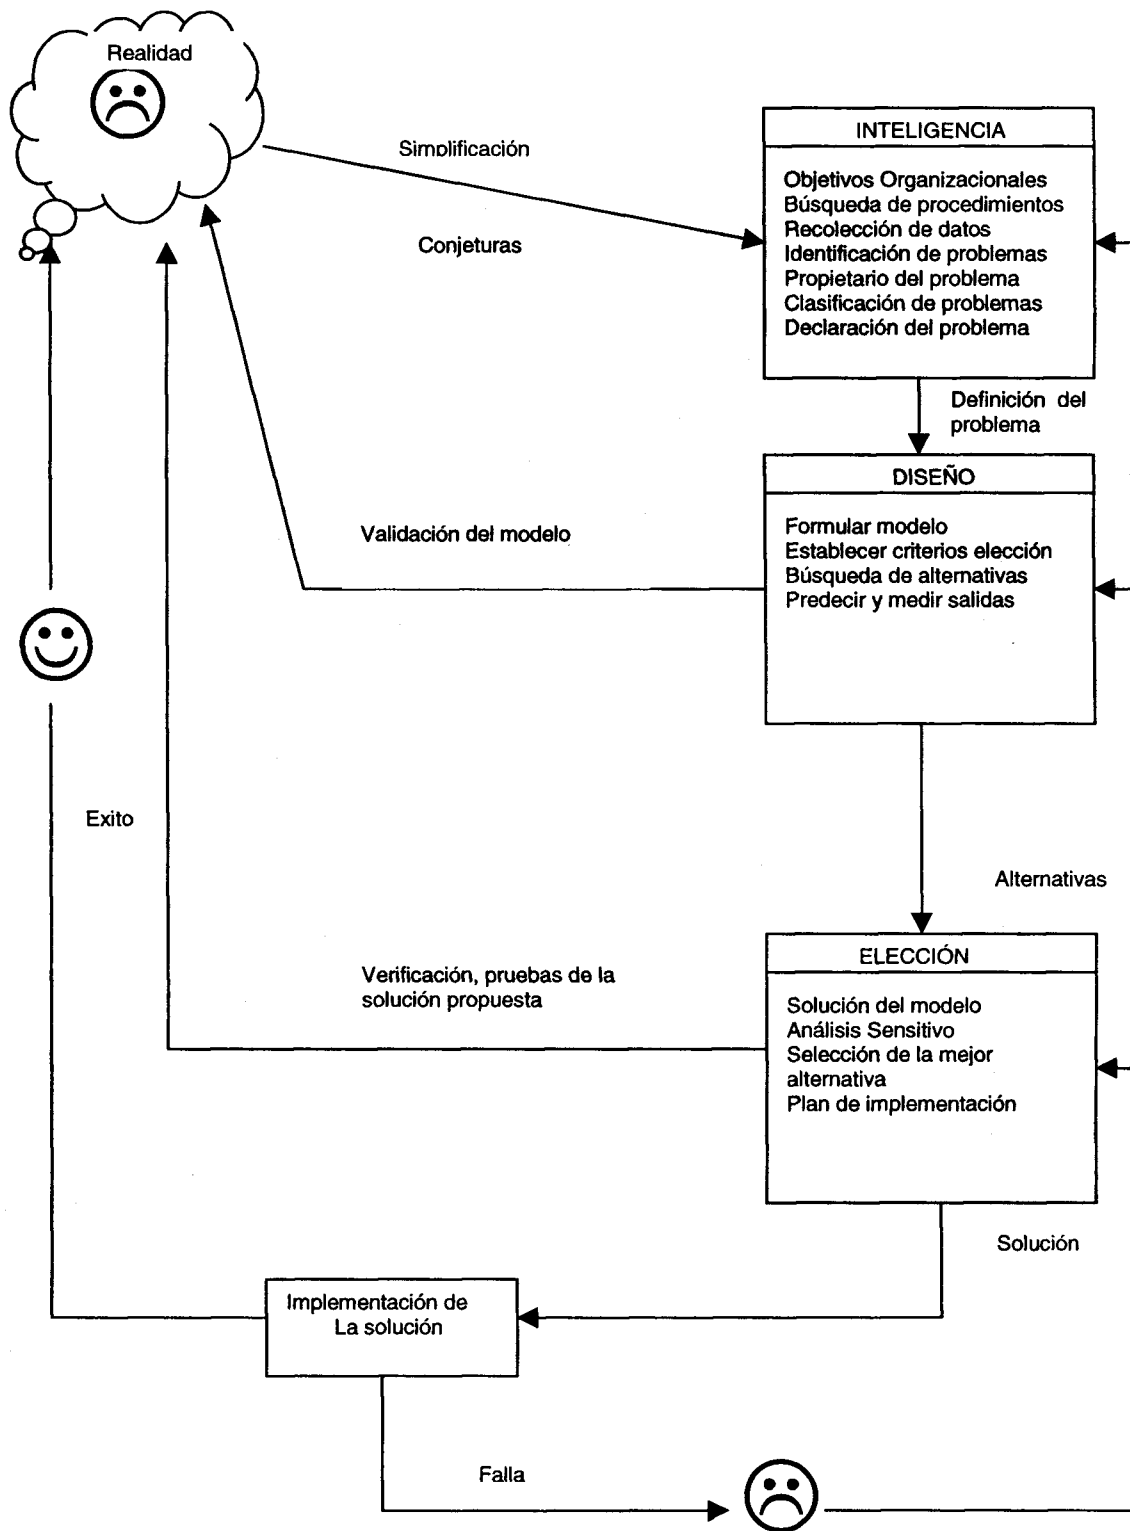 Realidad
Simplificación
Conjeturas
INTELIGENCIA
Objetivos Organizacionales
Búsqueda de procedimientos
Recolección de datos
Identificación de problemas
Propietario del problema
Clasificación de problemas
Declaración del problema
Definición del
problema
DISEÑO
Formular modelo
Establecer criterios elección
Búsqueda de alternativas
Predecir y medir salidas
Validación del modelo
Exito
Alternativas
ELECCIÓN
Solución del modelo
Análisis Sensitivo
Selección de la mejor
alternativa
Plan de implementación
Verificación, pruebas de la
solución propuesta
Solución
Implementación de
La solución
Falla